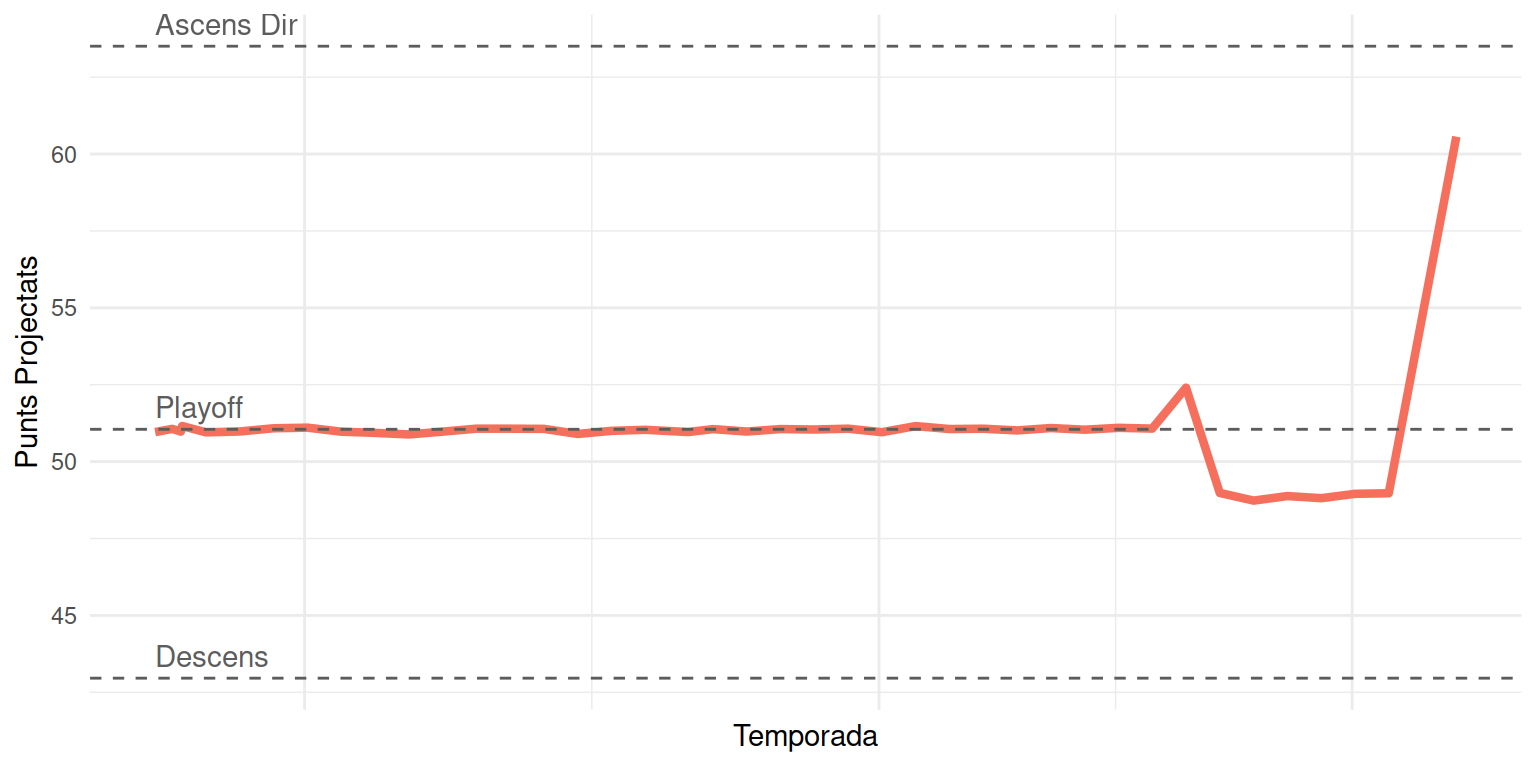 Ascens Dir
60
55
Playoff
50
45
Descens
Punts Projectats
Temporada